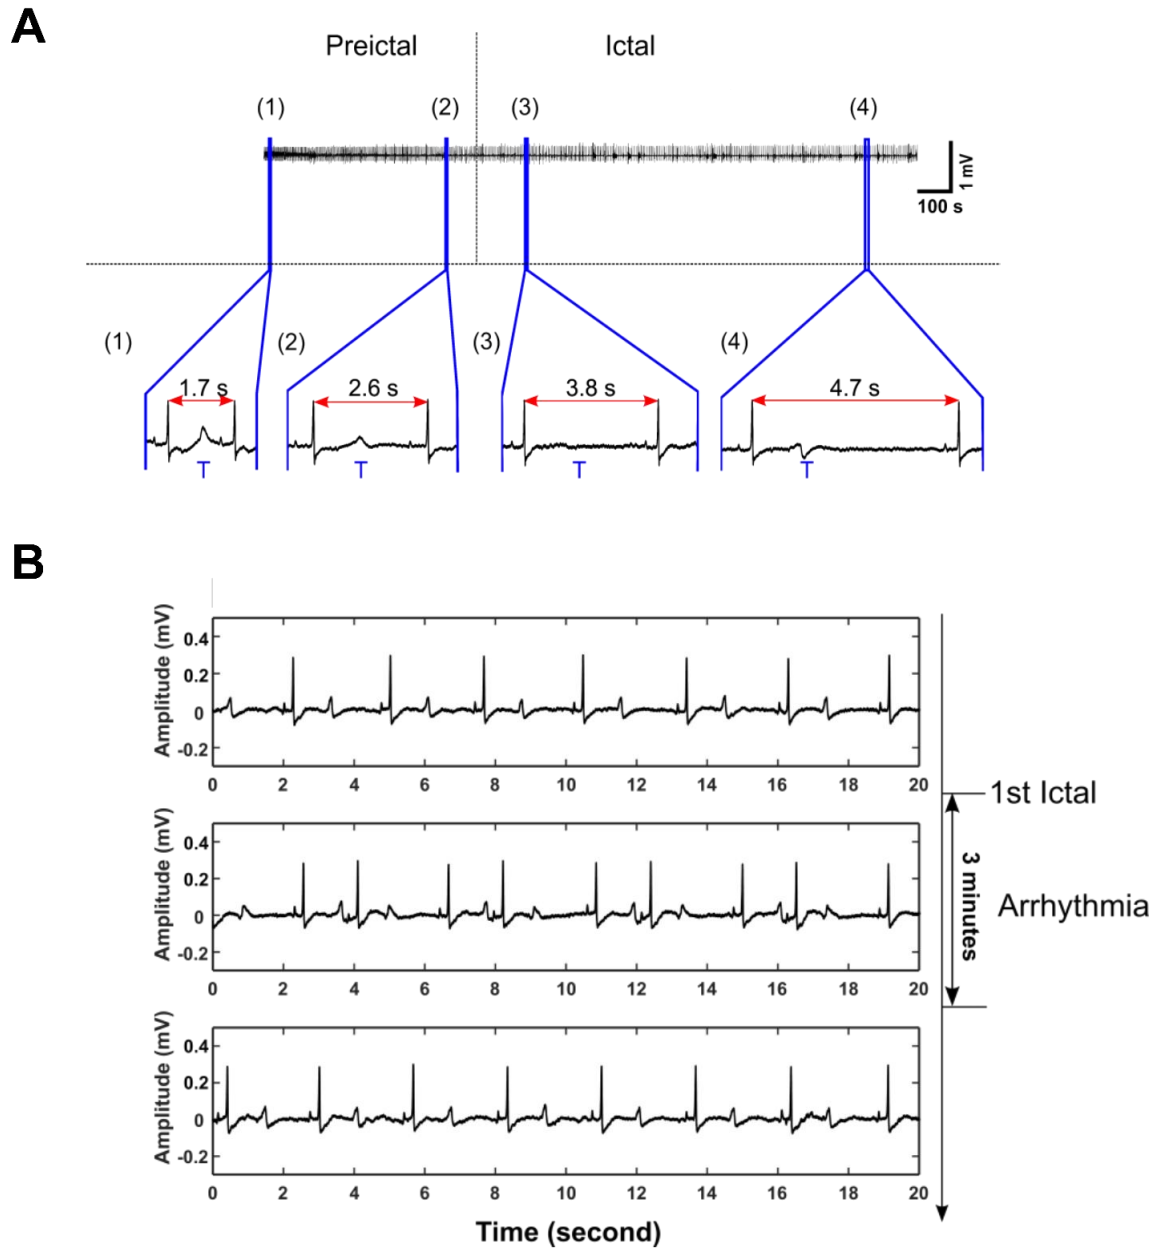 A
Preictal
Ictal
(1)
(2)
(3)
(4)
1 mV
100 s
(1)
(2)
(3)
(4)
1.7 s
2.6 s
3.8 s
4.7 s
T
T
T
T
B
Amplitude (mV)
0.4
0.2
0
-0.2
0 2 4 6 8 10 12 14 16 18 20
1st Ictal
Amplitude (mV)
0.4
0.2
0
-0.2
0 2 4 6 8 10 12 14 16 18 20
3 minutes
Arrhythmia
Amplitude (mV)
0.4
0.2
0
-0.2
0 2 4 6 8 10 12 14 16 18 20
Time (second)